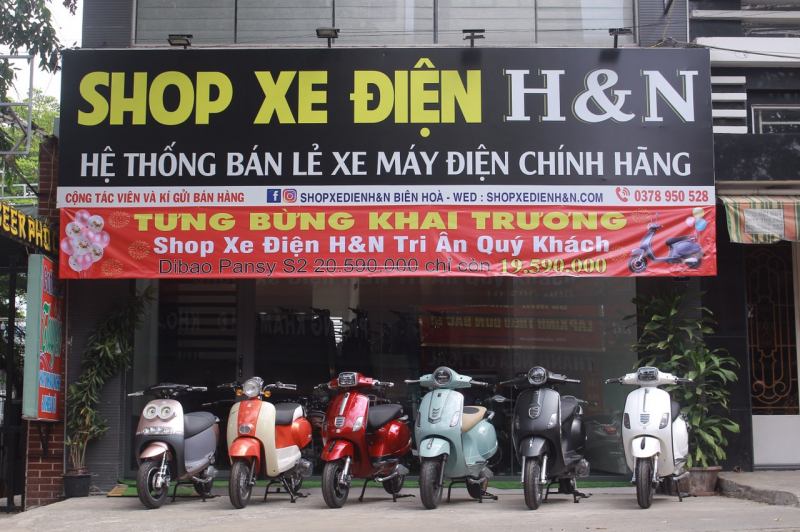 SHOP XE ĐIỆN H&N
HỆ THỐNG BÁN LẺ XE MÁY ĐIỆN CHÍNH HÃNG
CỘNG TÁC VIÊN VÀ KÍ GỬI BÁN HÀNG SHOPXEDIENH&N BIÊN HOÀ - WED : SHOPXEDIENH&N.COM 0378 950 528
TƯNG BỪNG KHAI TRƯƠNG
Shop Xe Điện H&N Tri Ân Quý Khách
Dibao Pansy S2 20.590.000 chỉ còn 19.590.000
BEER PHỐ